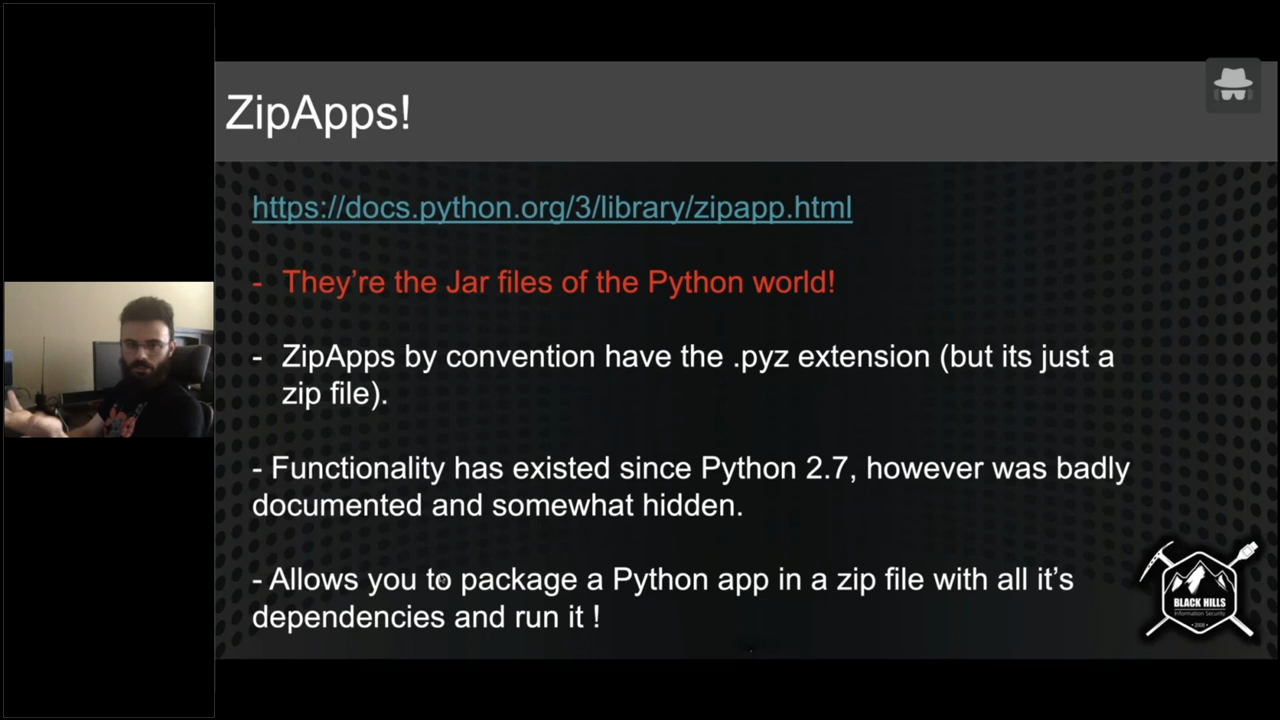 ZipApps!
https://docs.python.org/3/library/zipapp.html
- They're the Jar files of the Python world!
- ZipApps by convention have the .pyz extension (but its just a
zip file).
- Functionality has existed since Python 2.7, however was badly
documented and somewhat hidden.
- Allows you to package a Python app in a zip file with all it's
dependencies and run it !
BLACK HILLS
Information Security
• 2008 •